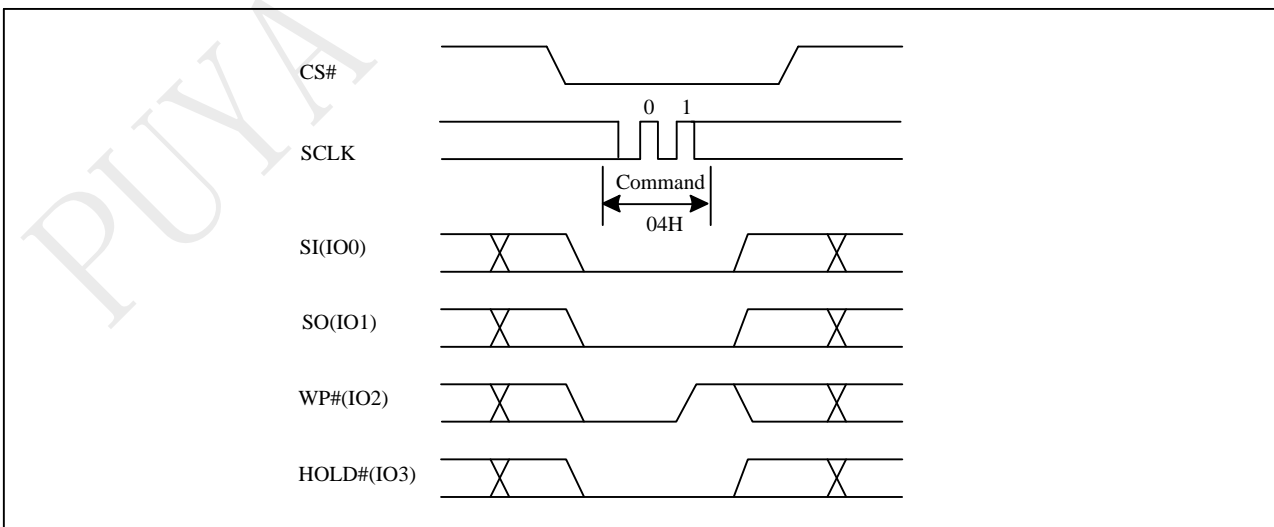 PUYA
CS#
0 1
SCLK
Command
04H
SI(IO0)
SO(IO1)
WP#(IO2)
HOLD#(IO3)